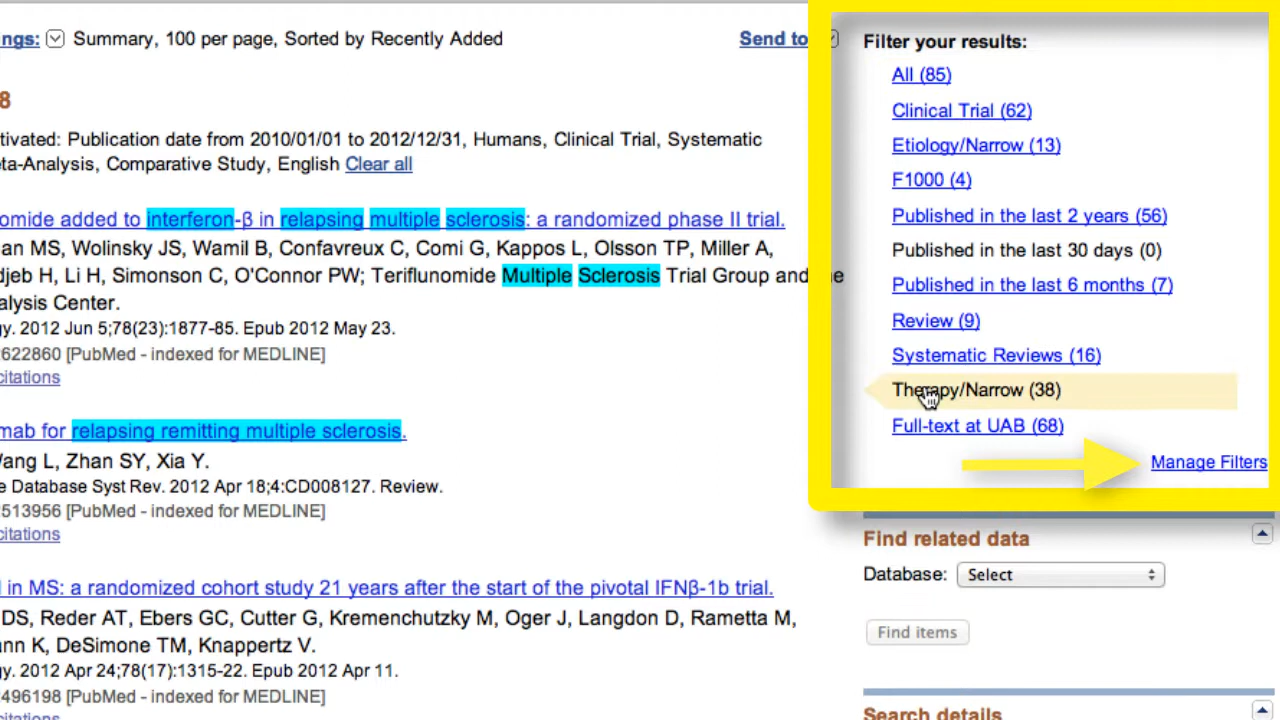 ngs: Summary, 100 per page, Sorted by Recently Added
Send to
8
tivated: Publication date from 2010/01/01 to 2012/12/31, Humans, Clinical Trial, Systematic
eta-Analysis, Comparative Study, English Clear all
omide added to interferon-β in relapsing multiple sclerosis: a randomized phase II trial.
an MS, Wolinsky JS, Wamil B, Confavreux C, Comi G, Kappos L, Olsson TP, Miller A,
djeb H, Li H, Simonson C, O'Connor PW; Teriflunomide Multiple Sclerosis Trial Group and the
alysis Center.
gy. 2012 Jun 5;78(23):1877-85. Epub 2012 May 23.
622860 [PubMed - indexed for MEDLINE]
citations
mab for relapsing remitting multiple sclerosis.
Wang L, Zhan SY, Xia Y.
e Database Syst Rev. 2012 Apr 18;4:CD008127. Review.
513956 [PubMed - indexed for MEDLINE]
citations
l in MS: a randomized cohort study 21 years after the start of the pivotal IFNβ-1b trial.
DS, Reder AT, Ebers GC, Cutter G, Kremenchutzky M, Oger J, Langdon D, Rametta M,
ann K, DeSimone TM, Knappertz V.
gy. 2012 Apr 24;78(17):1315-22. Epub 2012 Apr 11.
496198 [PubMed - indexed for MEDLINE]
citations
Filter your results:
All (85)
Clinical Trial (62)
Etiology/Narrow (13)
F1000 (4)
Published in the last 2 years (56)
Published in the last 30 days (0)
Published in the last 6 months (7)
Review (9)
Systematic Reviews (16)
Therapy/Narrow (38)
Full-text at UAB (68)
Manage Filters
Find related data
Database: Select
Find items
Search details